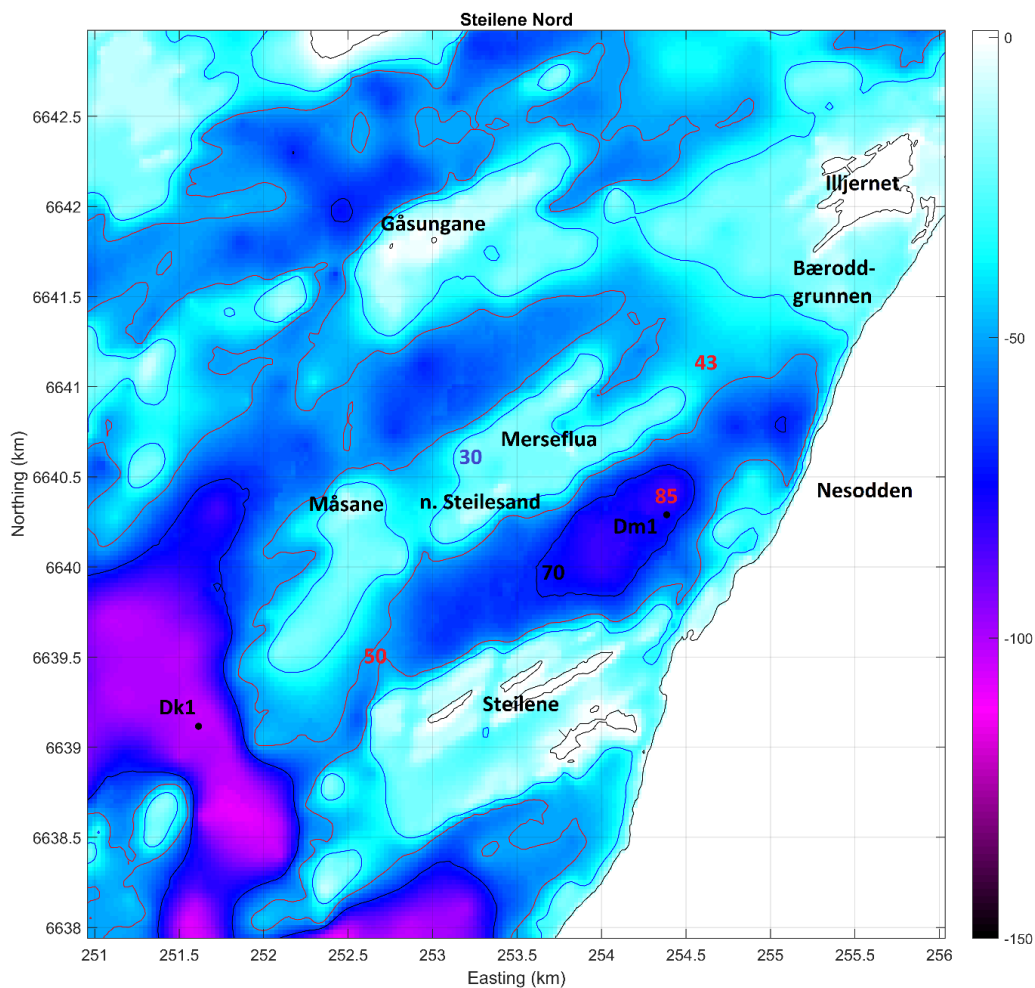 Steilene Nord
0
6642.5
Illjernet
6642
Gåsungane
Bærodd-
grunnen
6641.5
-50
43
6641
Merseflua
30
6640.5
Måsane
n. Steilesand
85
Nesodden
Dm1
6640
70
-100
6639.5
50
Dk1
Steilene
6639
6638.5
6638
-150
251
251.5
252
252.5
253
253.5
254
254.5
255
255.5
256
Easting (km)
Northing (km)